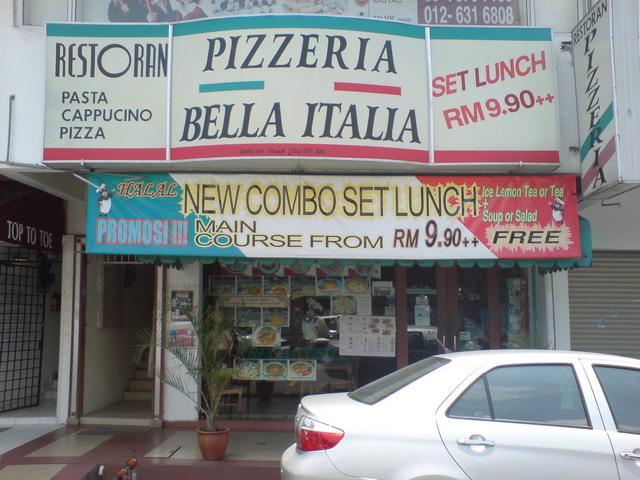 012- 631 6808
RESTORAN
PASTA
CAPPUCINO
PIZZA
PIZZERIA
BELLA ITALIA
SET LUNCH
RM 9.90++
RESTORAN
PIZZERIA
HALAL
PROMOSI !!!
NEW COMBO SET LUNCH
MAIN
COURSE FROM RM 9.90++
Ice Lemon Tea or Tea
+
Soup or Salad
FREE
TOP TO TOE